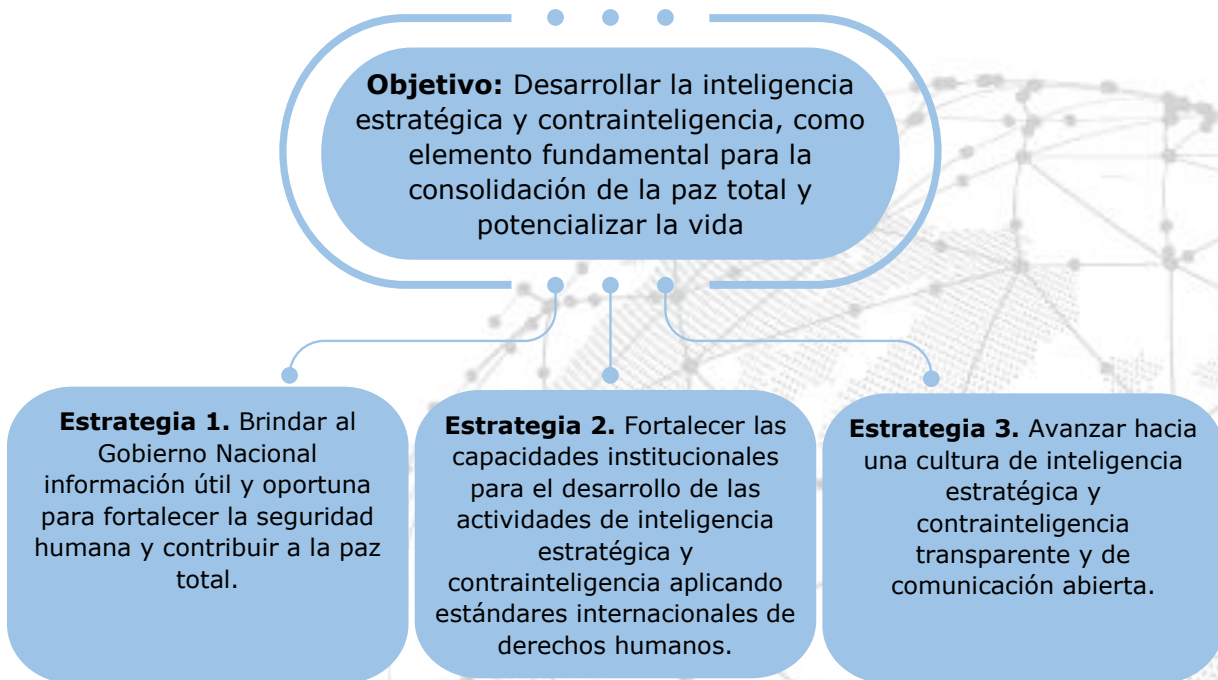 Objetivo: Desarrollar la inteligencia
estratégica y contrainteligencia, como
elemento fundamental para la
consolidación de la paz total y
potencializar la vida
Estrategia 1. Brindar al
Gobierno Nacional
información útil y oportuna
para fortalecer la seguridad
humana y contribuir a la paz
total.
Estrategia 2. Fortalecer las
capacidades institucionales
para el desarrollo de las
actividades de inteligencia
estratégica y
contrainteligencia aplicando
estándares internacionales de
derechos humanos.
Estrategia 3. Avanzar hacia
una cultura de inteligencia
estratégica y
contrainteligencia
transparente y de
comunicación abierta.